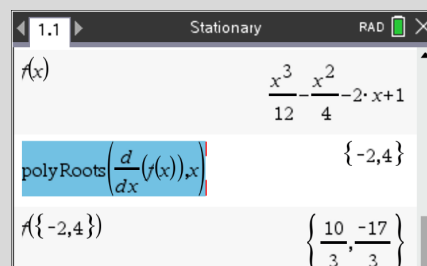 1.1 Stationary RAD
f(x)
x^3/12-x^2/4-2·x+1
polyRoots(d/dx(f(x)),x) {-2,4}
f({-2,4}) {10/3,-17/3}